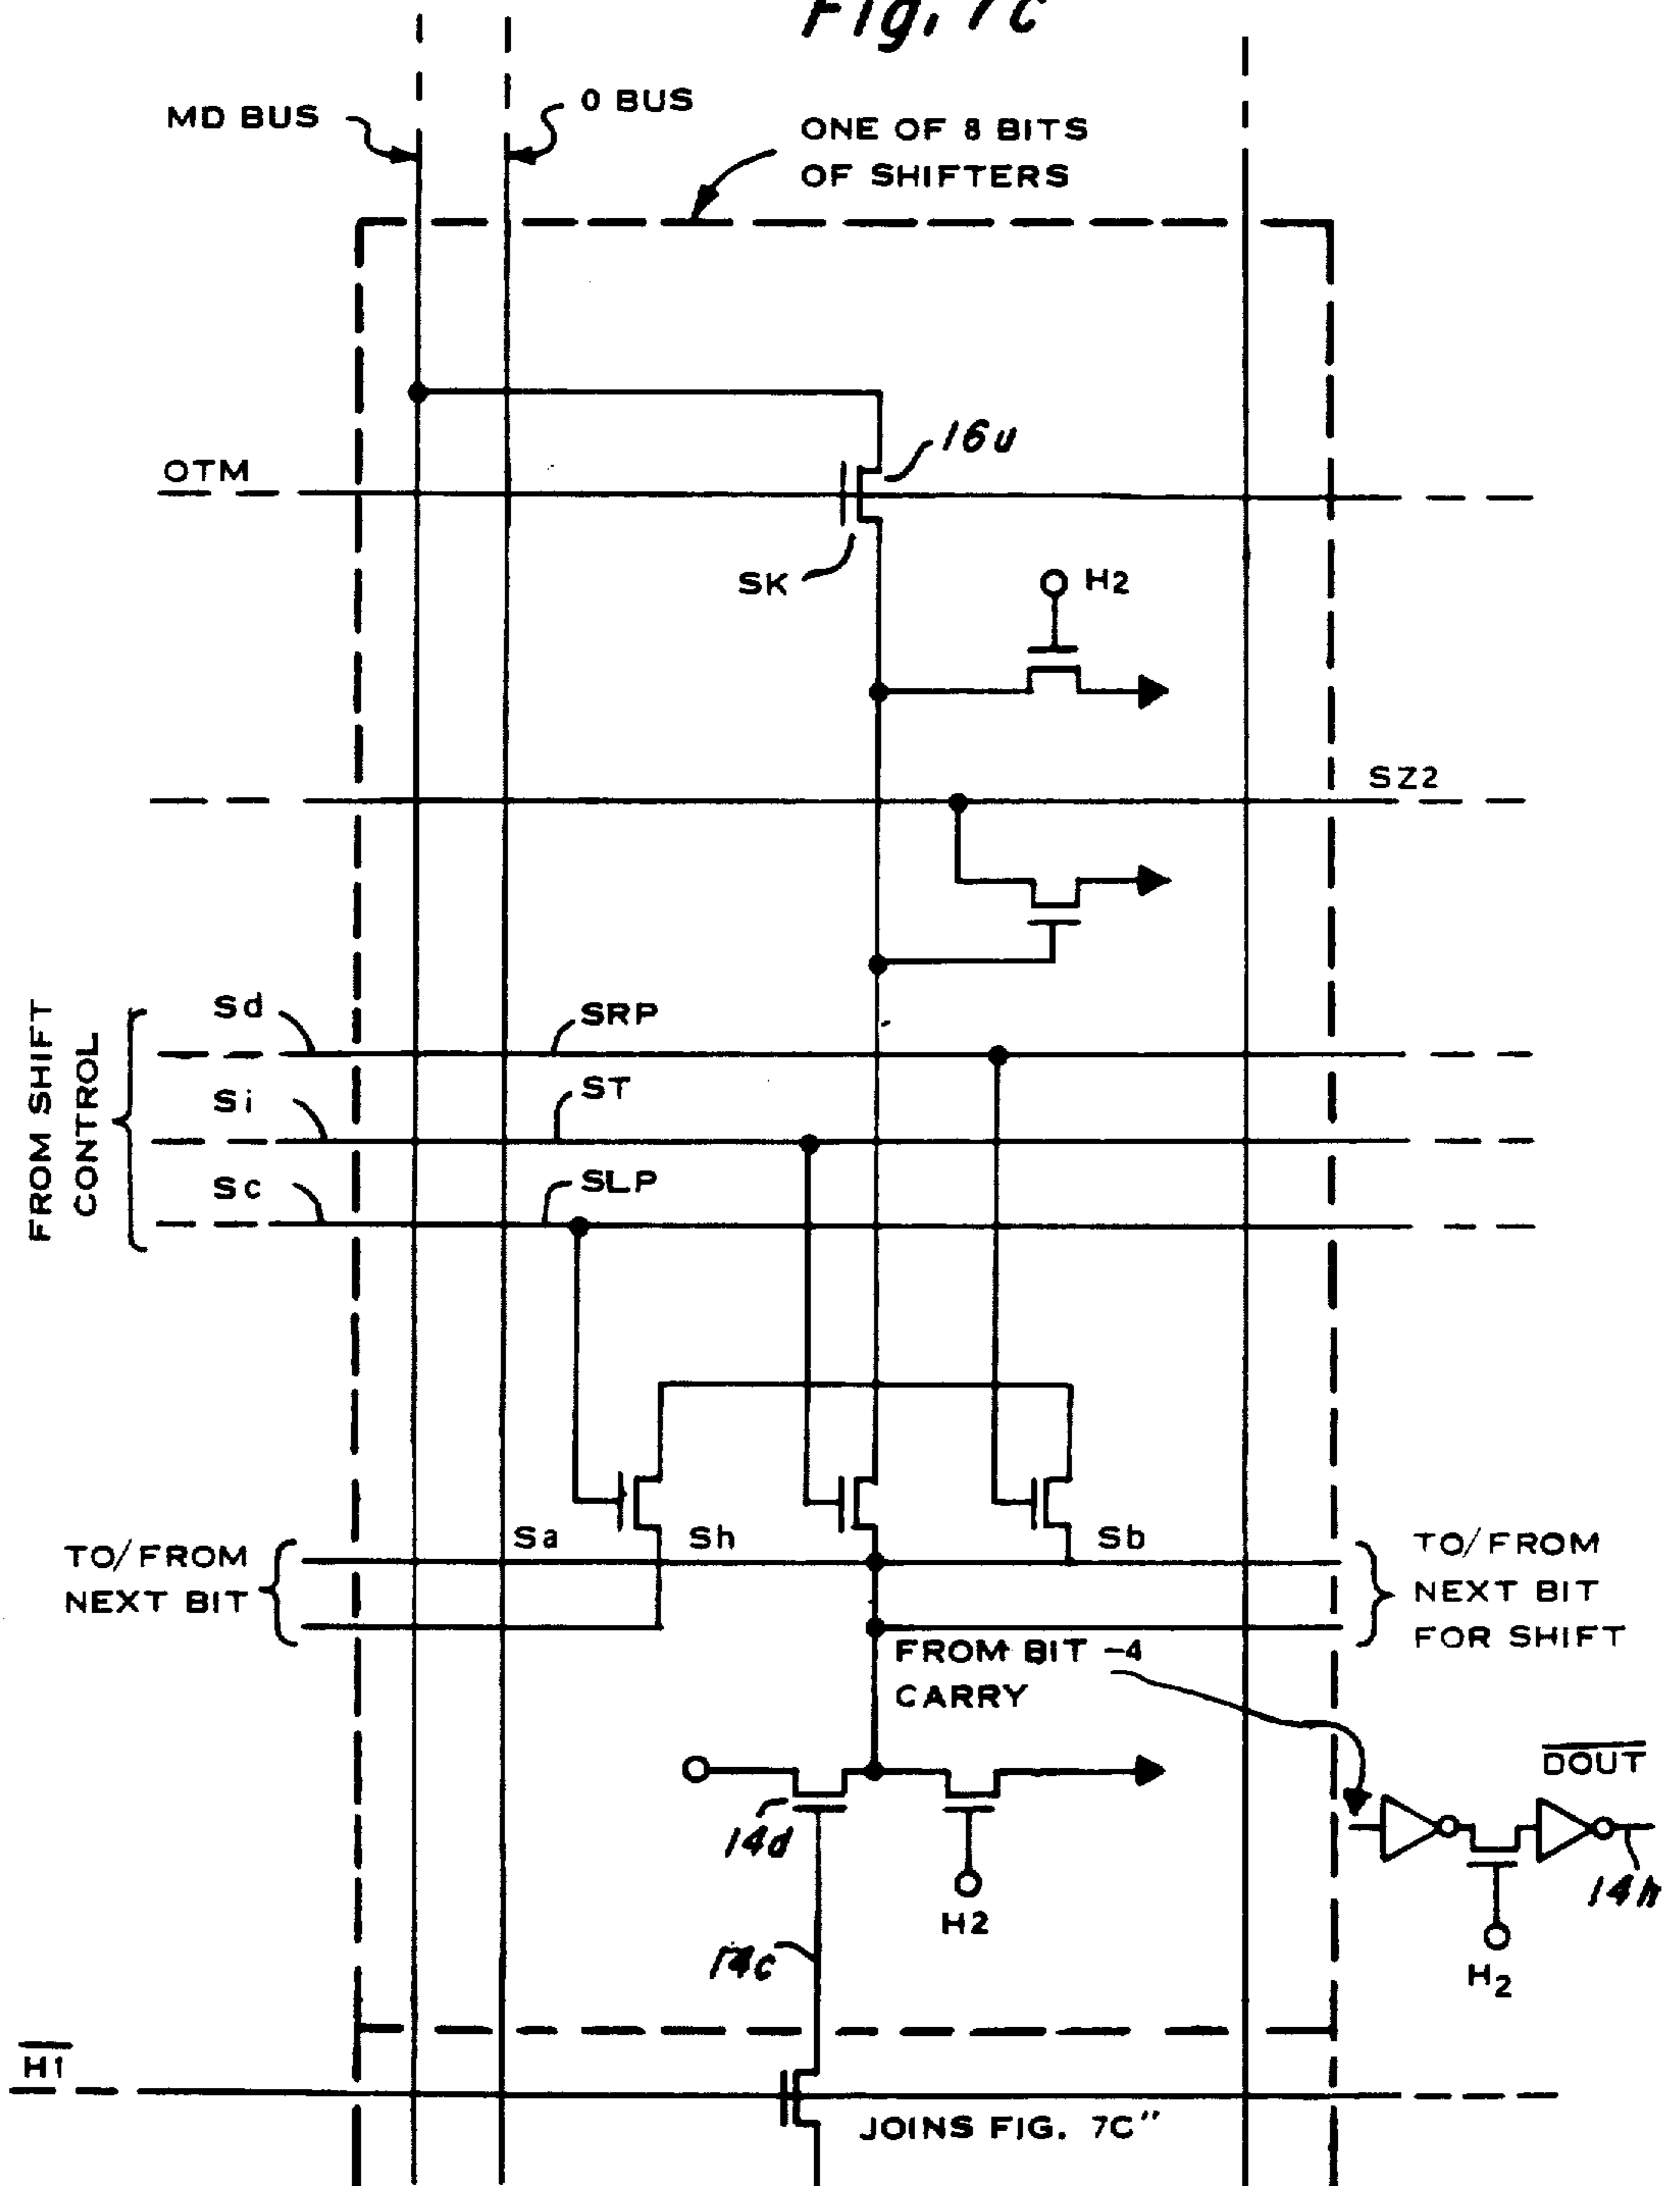 Fig. 7C
MD BUS
O BUS
ONE OF 8 BITS
OF SHIFTERS
16u
OTM
SK
H2
SZ2
FROM SHIFT
CONTROL
Sd
SRP
Si
ST
Sc
SLP
Sa
Sh
Sb
TO/FROM
NEXT BIT
TO/FROM
NEXT BIT
FOR SHIFT
FROM BIT -4
CARRY
14d
H2
DOUT
14h
H2
14c
H1
JOINS FIG. 7C"